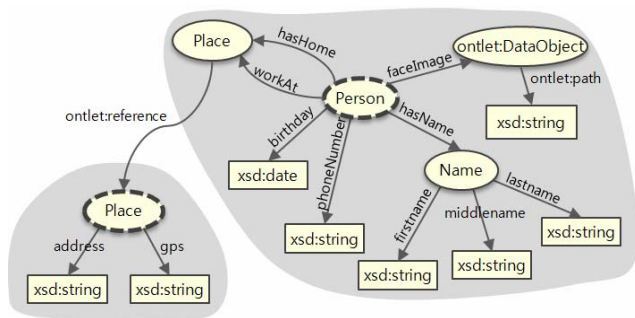 Place
hasHome
workAt
faceImage
ontlet:DataObject
ontlet:path
xsd:string
Person
ontlet:reference
birthday
phoneNumber
hasName
xsd:date
Name
xsd:string
firstname
middlename
lastname
xsd:string
xsd:string
xsd:string
Place
address
gps
xsd:string
xsd:string